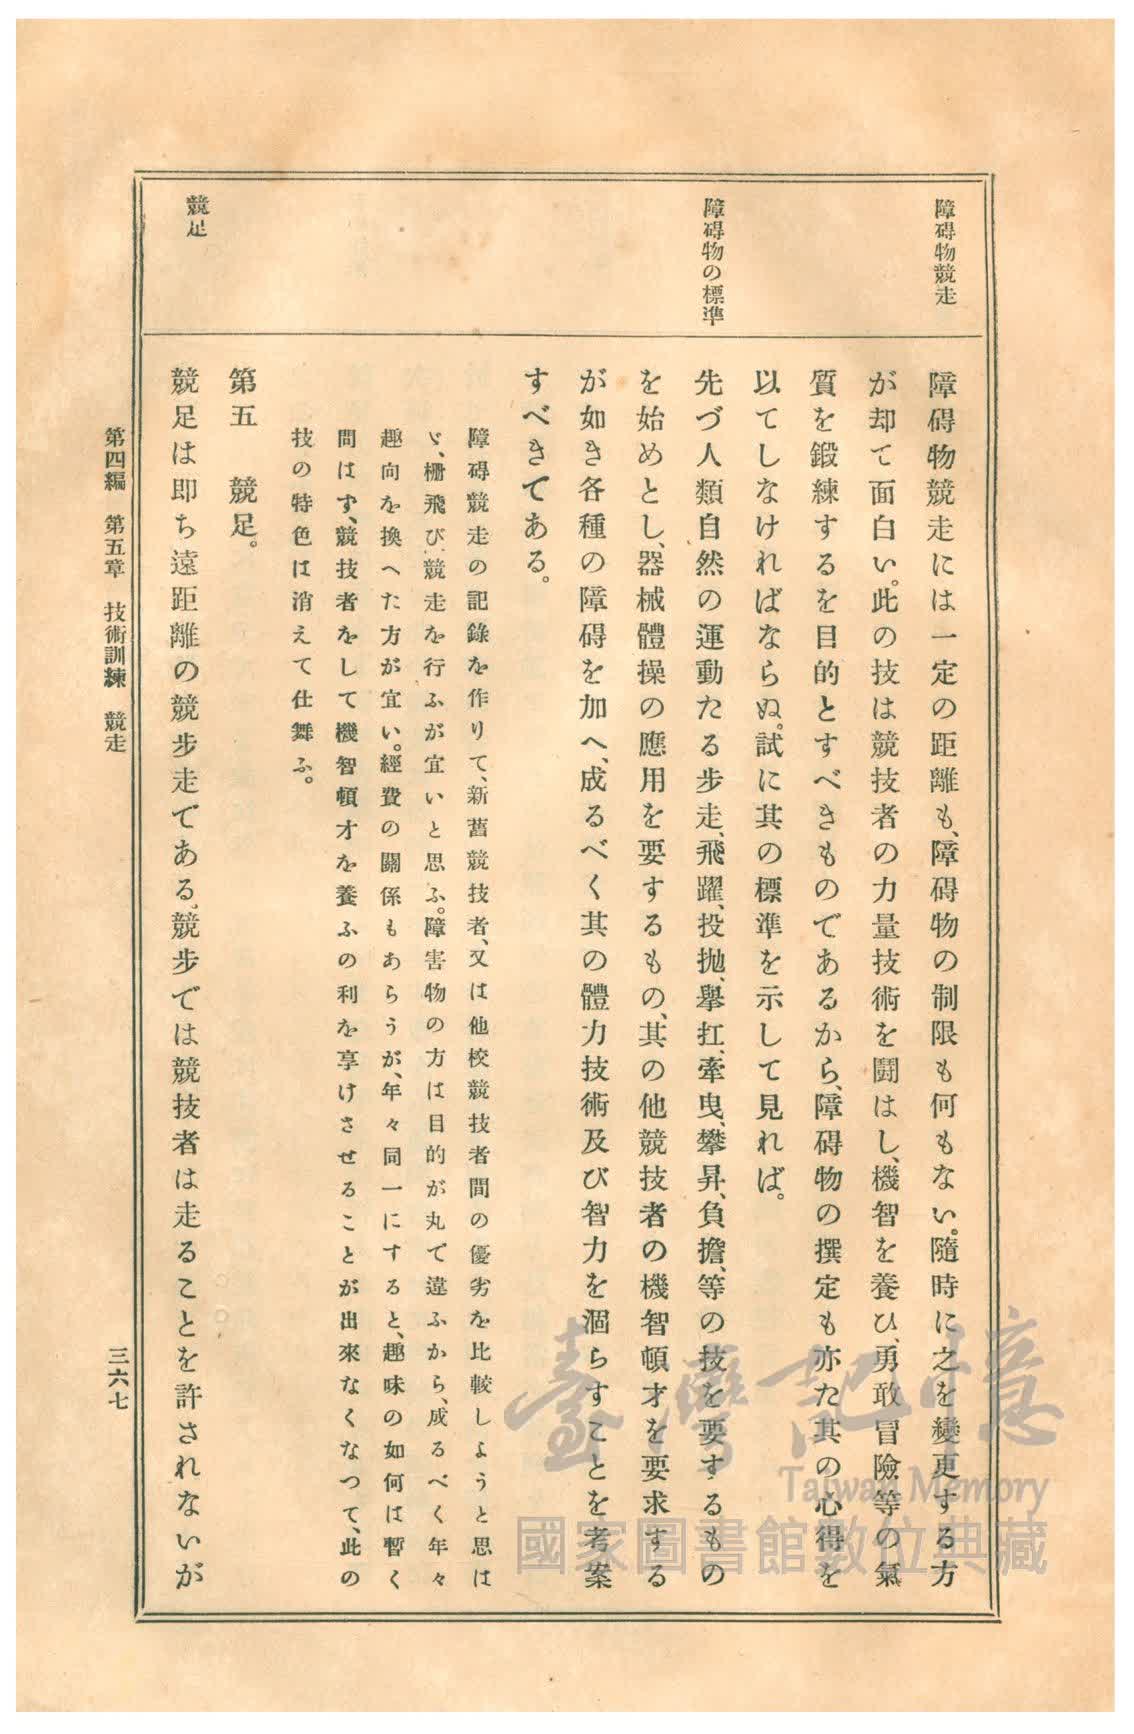 障碍物競走
障碍物の標準
競足
障碍物競走には一定の距離も、障碍物の制限も何もない。隨時に之を變更する方
が却て面白い。此の技は競技者の力量技術を鬪はし、機智を養ひ、勇敢冒險等の氣
質を鍛練するを目的とすべきものであるから、障碍物の撰定も亦た其の心得を
以てしなければならぬ。試に其の標準を示して見れば。
先づ人類自然の運動たる步走、飛躍、投拋、擧扛、牽曳、攀昇、負擔、等の技を要するもの
を始めとし、器械體操の應用を要するもの、其の他競技者の機智頓才を要求する
が如き各種の障碍を加へ、成るべく其の體力技術及び智力を涸らすことを考案
すべきである。
障碍競走の記錄を作りて、新舊競技者、又は他校競技者間の優劣を比較しようと思は
ゞ、柵飛び競走を行ふが宜いと思ふ。障害物の方は目的が丸で違ふから、成るべく年々
趣向を換へた方が宜い。經費の關係もあらうが、年々同一にすると、趣味の如何は暫く
問はず、競技者をして機智頓才を養ふの利を享けさせることが出來なくなつて、此の
技の特色は消えて仕舞ふ。
第五 競足。
競足は即ち遠距離の競步走である。競步では競技者は走ることを許されないが
第四編 第五章 技術訓練 競走
三六七
臺灣記憶
Taiwan Memory
國家圖書館數位典藏